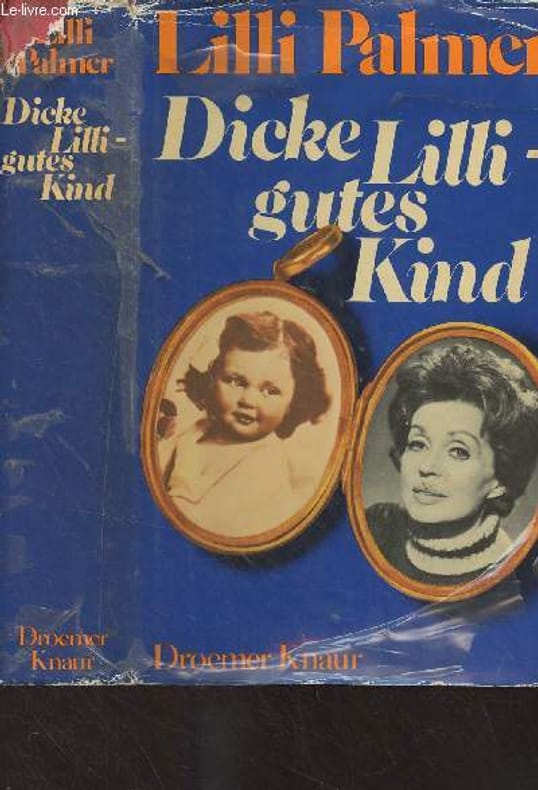 Le-livre.com
Lilli
Palmer
Dicke
Lilli -
gutes
Kind
Droemer
Knaur
Lilli Palmer
Dicke
Lilli -
gutes
Kind
Droemer Knaur